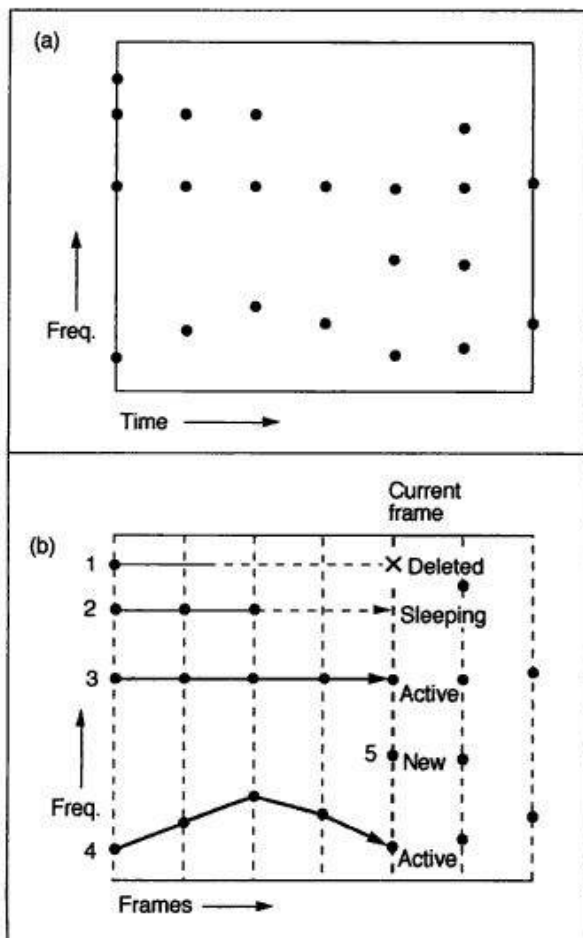 (a)
Freq.
Time
Current
frame
(b)
1
Deleted
2
Sleeping
3
Active
5 New
Freq.
4
Active
Frames